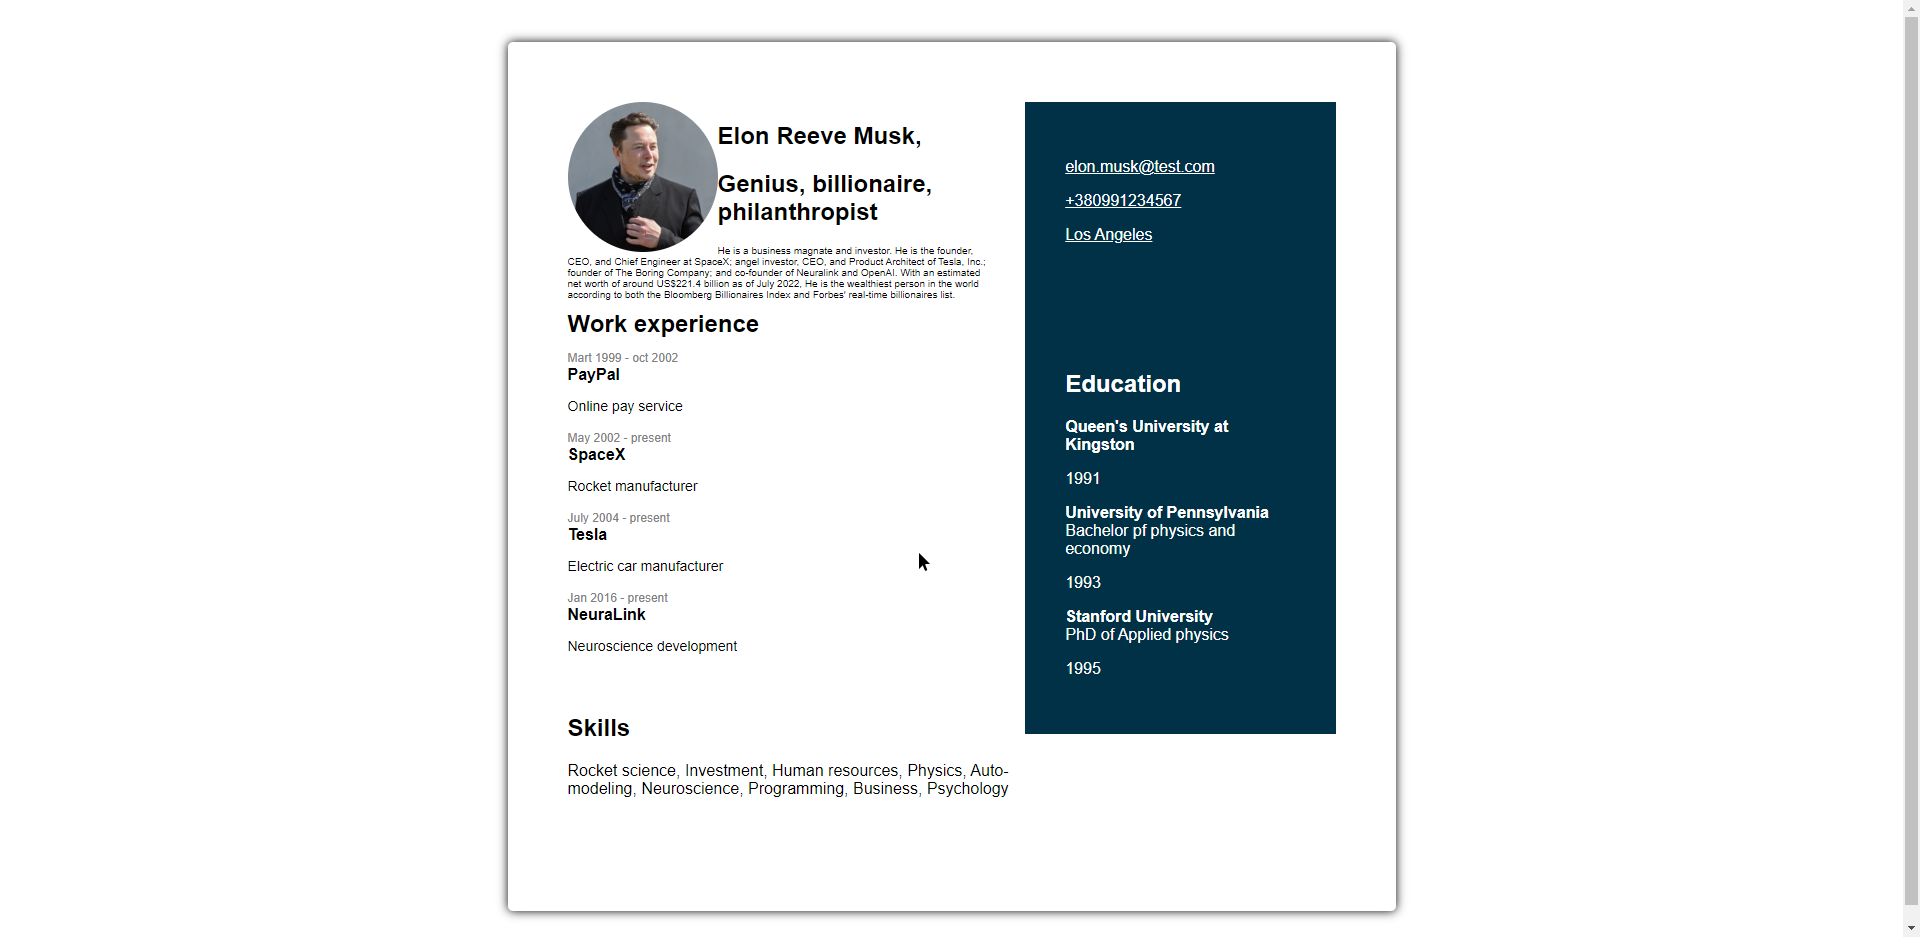 Elon Reeve Musk,
Genius, billionaire,
philanthropist
He is a business magnate and investor. He is the founder,
CEO, and Chief Engineer at SpaceX; angel investor, CEO, and Product Architect of Tesla, Inc.;
founder of The Boring Company; and co-founder of Neuralink and OpenAI. With an estimated
net worth of around US$221.4 billion as of July 2022, He is the wealthiest person in the world
according to both the Bloomberg Billionaires Index and Forbes' real-time billionaires list.
Work experience
Mart 1999 - oct 2002
PayPal
Online pay service
May 2002 - present
SpaceX
Rocket manufacturer
July 2004 - present
Tesla
Electric car manufacturer
Jan 2016 - present
NeuraLink
Neuroscience development
Skills
Rocket science, Investment, Human resources, Physics, Auto-
modeling, Neuroscience, Programming, Business, Psychology
elon.musk@test.com
+380991234567
Los Angeles
Education
Queen's University at
Kingston
1991
University of Pennsylvania
Bachelor pf physics and
economy
1993
Stanford University
PhD of Applied physics
1995